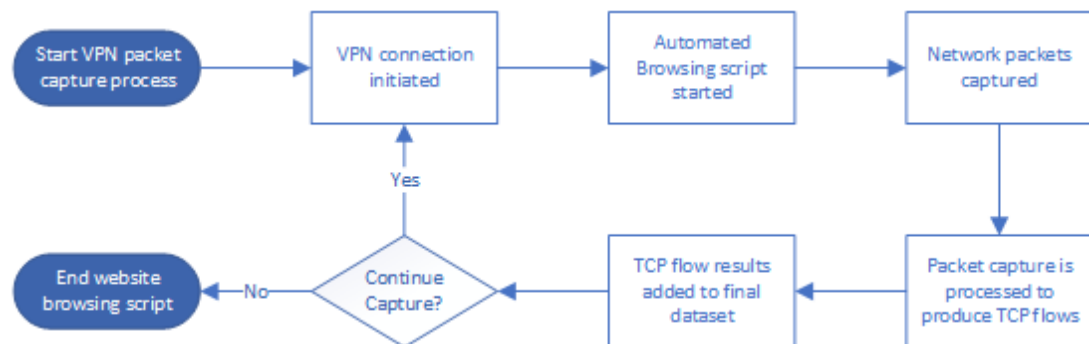 Start VPN packet
capture process
VPN connection
initiated
Automated
Browsing script
started
Network packets
captured
Yes
End website
browsing script
No
Continue
Capture?
TCP flow results
added to final
dataset
Packet capture is
processed to
produce TCP flows